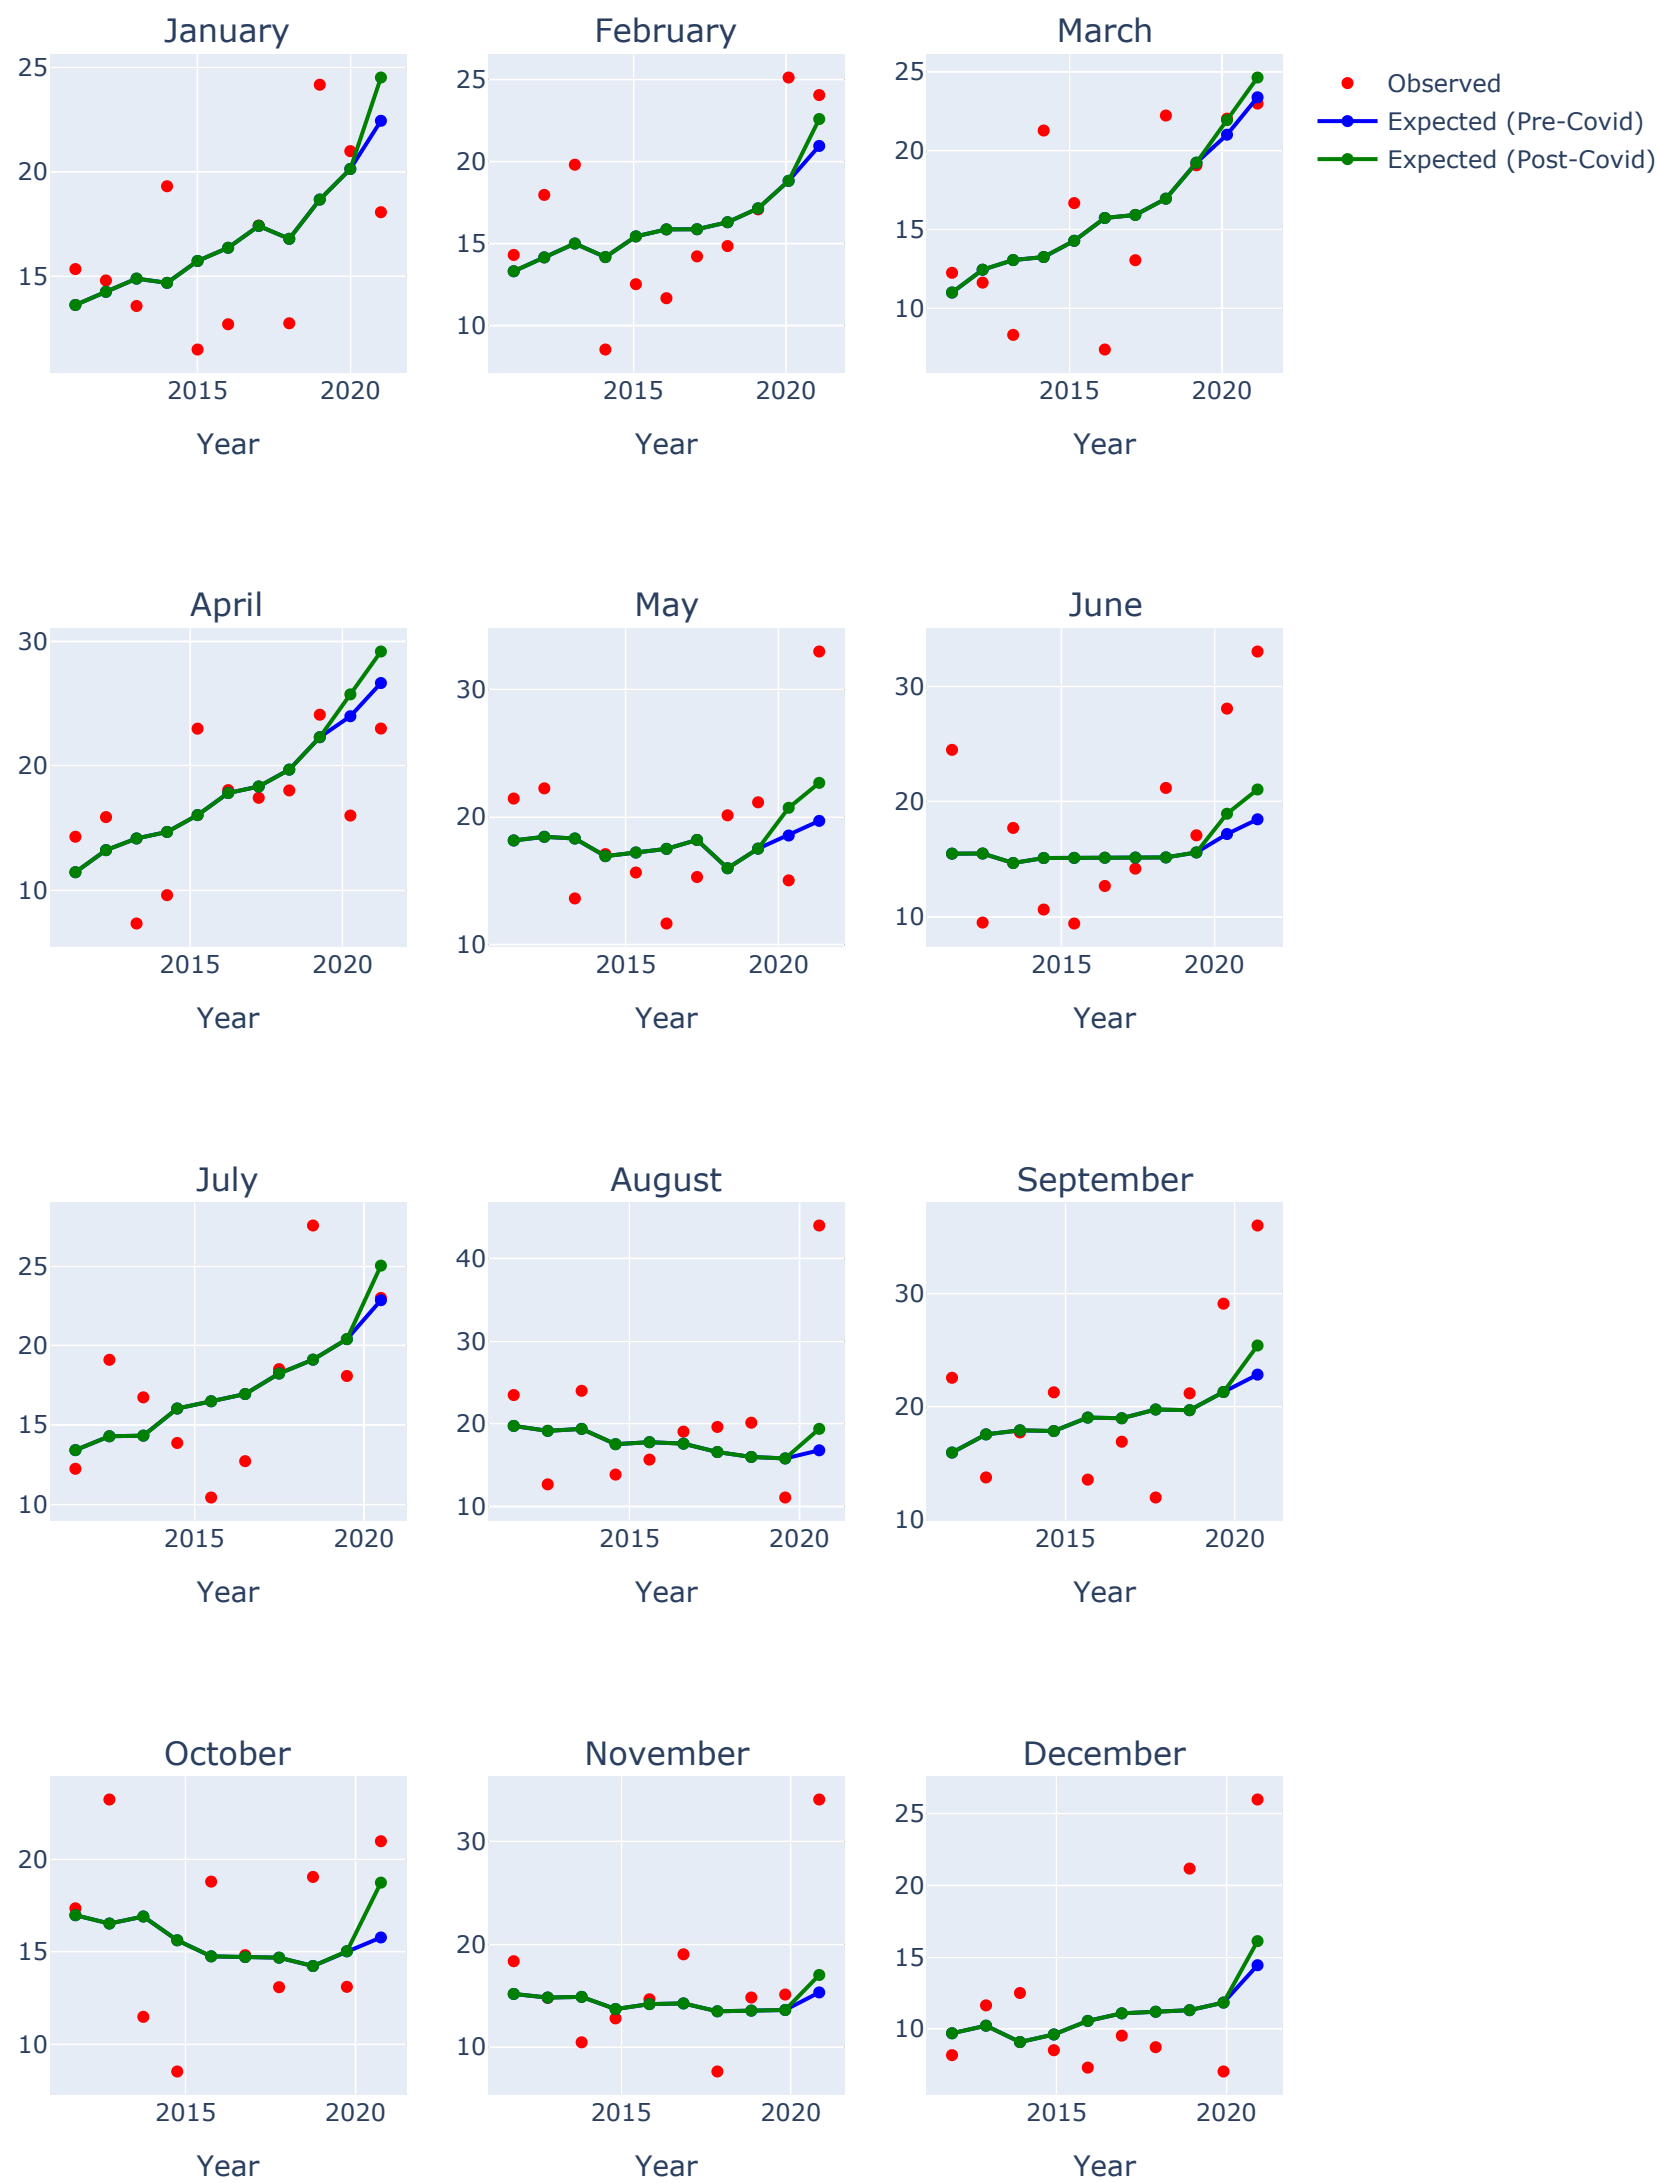 January
February
March
25
20
15
2015
2020
Year
25
20
15
10
2015
2020
Year
25
20
15
10
2015
2020
Year
Observed
Expected (Pre-Covid)
Expected (Post-Covid)
April
May
June
30
20
10
2015
2020
Year
30
20
10
2015
2020
Year
30
20
10
2015
2020
Year
July
August
September
25
20
15
10
2015
2020
Year
40
30
20
10
2015
2020
Year
30
20
10
2015
2020
Year
October
November
December
20
15
10
2015
2020
Year
30
20
10
2015
2020
Year
25
20
15
10
2015
2020
Year